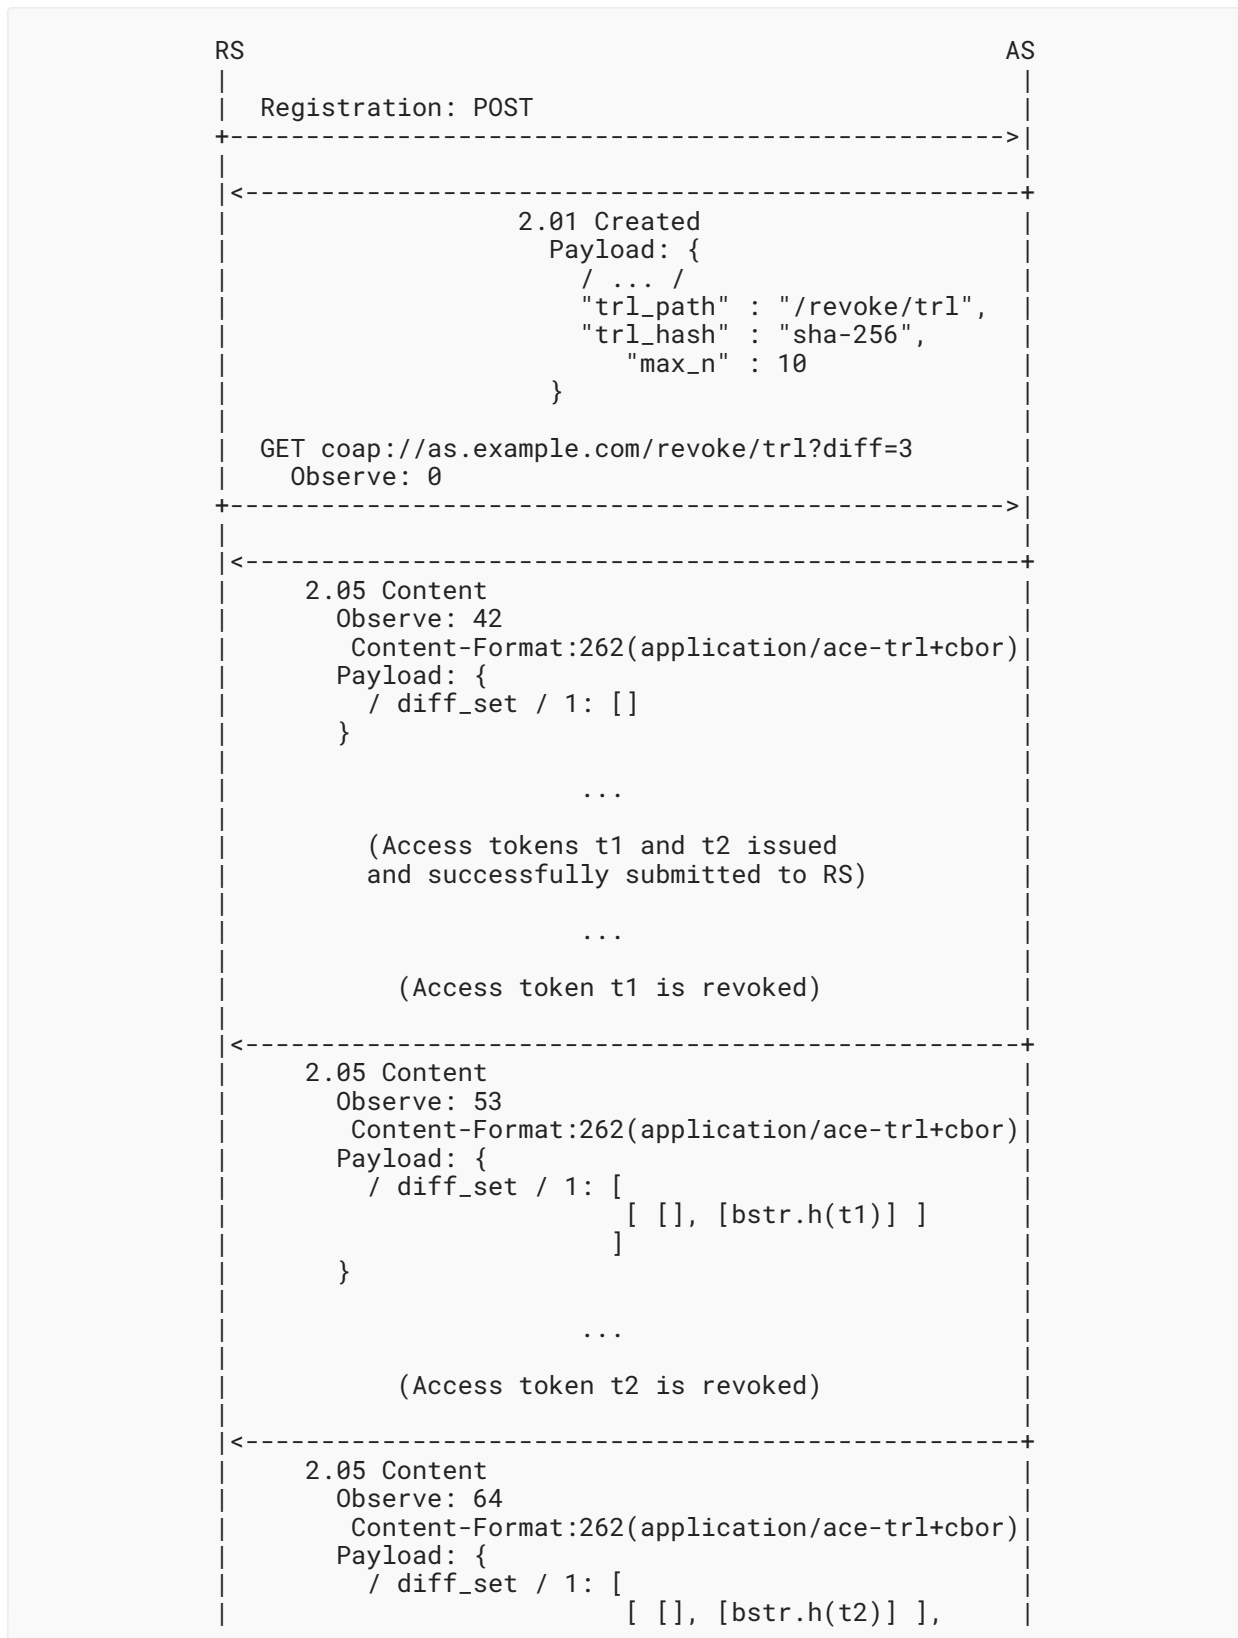 RS                                                   AS
|                                                    |
|  Registration: POST                                |
+--------------------------------------------------->|
|                                                    |
|<---------------------------------------------------+
|                   2.01 Created                     |
|                     Payload: {                     |
|                       / ... /                      |
|                       "trl_path" : "/revoke/trl",  |
|                       "trl_hash" : "sha-256",      |
|                          "max_n" : 10              |
|                     }                              |
|                                                    |
|  GET coap://as.example.com/revoke/trl?diff=3       |
|    Observe: 0                                      |
+--------------------------------------------------->|
|                                                    |
|<---------------------------------------------------+
|     2.05 Content                                   |
|       Observe: 42                                  |
|        Content-Format:262(application/ace-trl+cbor)|
|       Payload: {                                   |
|         / diff_set / 1: []                         |
|       }                                            |
|                                                    |
|                       ...                          |
|                                                    |
|         (Access tokens t1 and t2 issued            |
|         and successfully submitted to RS)          |
|                                                    |
|                       ...                          |
|                                                    |
|           (Access token t1 is revoked)             |
|                                                    |
|<---------------------------------------------------+
|     2.05 Content                                   |
|       Observe: 53                                  |
|        Content-Format:262(application/ace-trl+cbor)|
|       Payload: {                                   |
|         / diff_set / 1: [                          |
|                          [ [], [bstr.h(t1)] ]      |
|                         ]                          |
|       }                                            |
|                                                    |
|                       ...                          |
|                                                    |
|           (Access token t2 is revoked)             |
|                                                    |
|<---------------------------------------------------+
|     2.05 Content                                   |
|       Observe: 64                                  |
|        Content-Format:262(application/ace-trl+cbor)|
|       Payload: {                                   |
|         / diff_set / 1: [                          |
|                          [ [], [bstr.h(t2)] ],     |